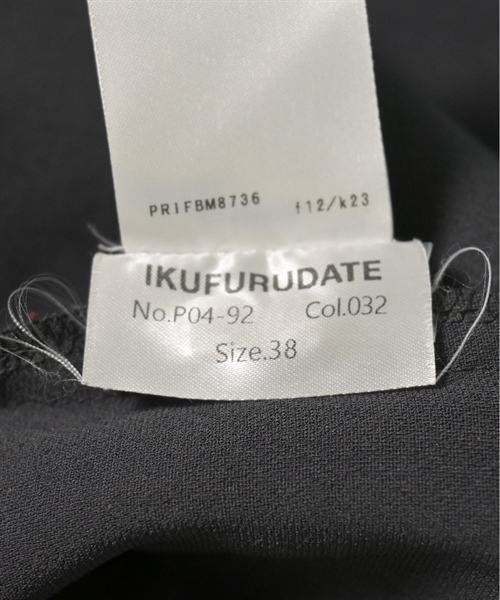 PRIFBM8736 f12/k23
IKUFURUDATE
No.P04-92 Col.032
Size.38